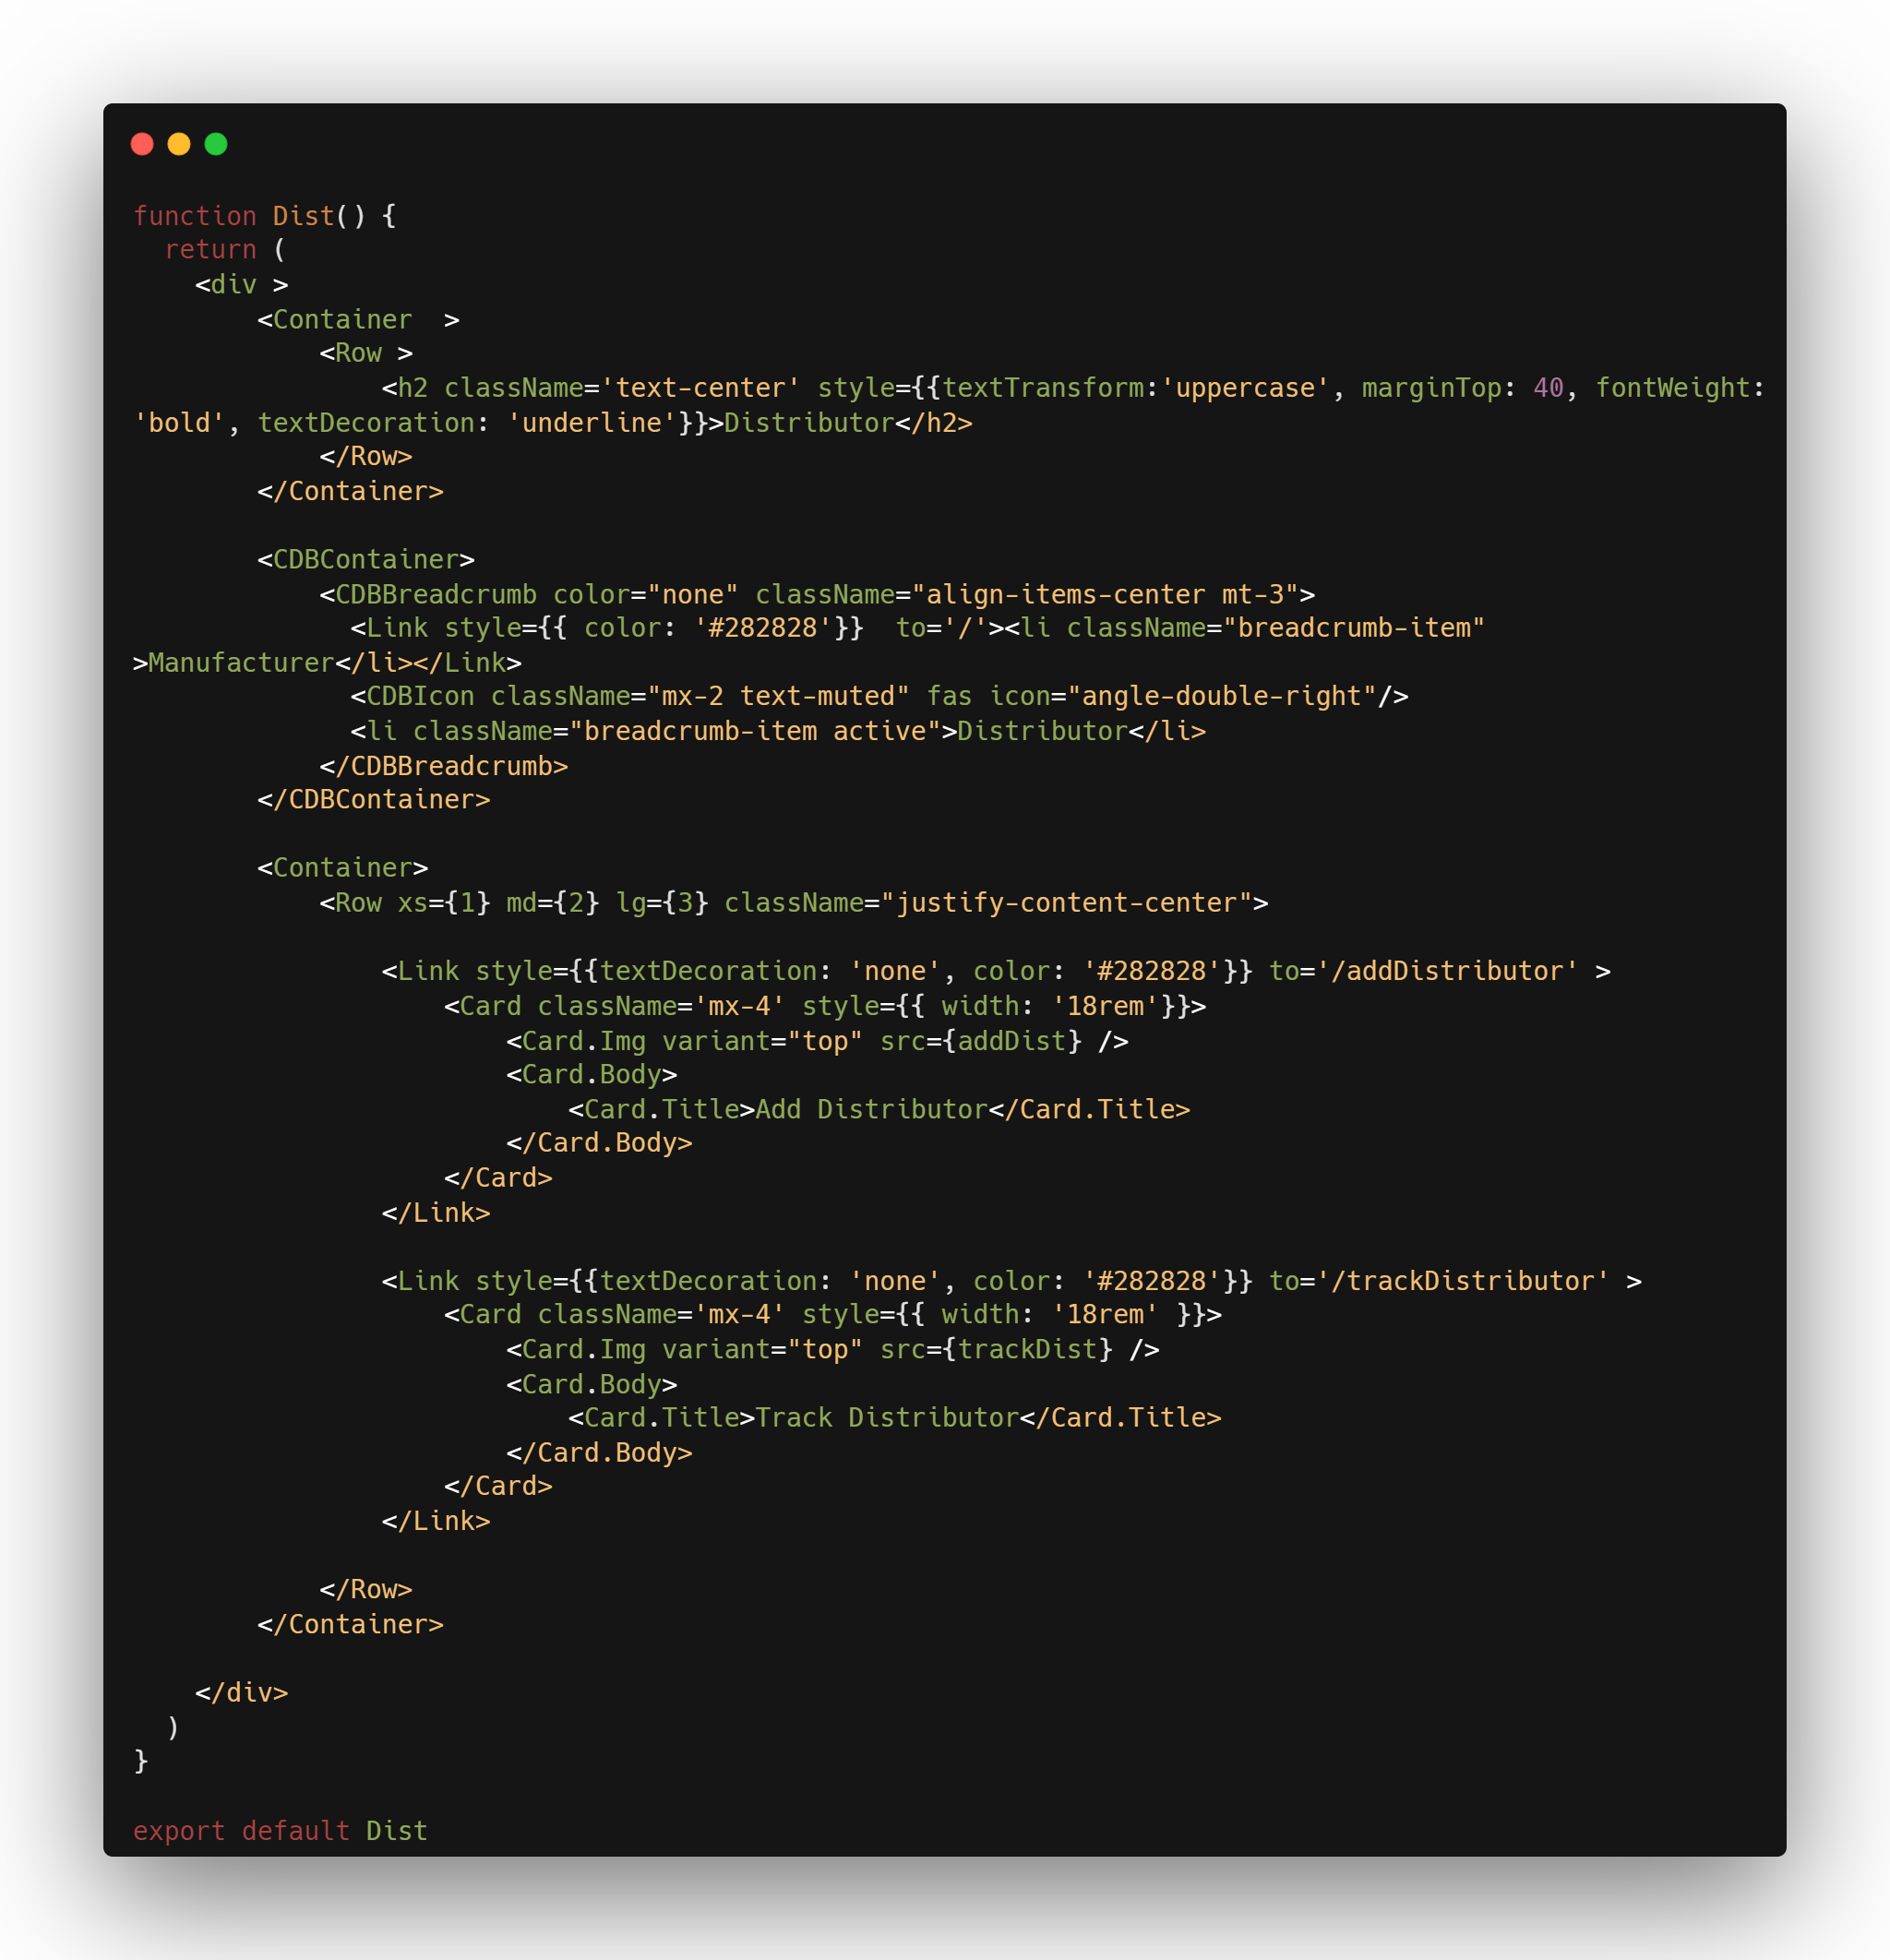 function Dist() {
  return (
    <div >
        <Container  >
            <Row >
                <h2 className='text-center' style={{textTransform:'uppercase', marginTop: 40, fontWeight:
'bold', textDecoration: 'underline'}}>Distributor</h2>
            </Row>
        </Container>

        <CDBContainer>
            <CDBBreadcrumb color="none" className="align-items-center mt-3">
              <Link style={{ color: '#282828'}}  to='/'><li className="breadcrumb-item"
>Manufacturer</li></Link>
              <CDBIcon className="mx-2 text-muted" fas icon="angle-double-right"/>
              <li className="breadcrumb-item active">Distributor</li>
            </CDBBreadcrumb>
        </CDBContainer>

        <Container>
            <Row xs={1} md={2} lg={3} className="justify-content-center">

                <Link style={{textDecoration: 'none', color: '#282828'}} to='/addDistributor' >
                    <Card className='mx-4' style={{ width: '18rem'}}>
                        <Card.Img variant="top" src={addDist} />
                        <Card.Body>
                            <Card.Title>Add Distributor</Card.Title>
                        </Card.Body>
                    </Card>
                </Link>

                <Link style={{textDecoration: 'none', color: '#282828'}} to='/trackDistributor' >
                    <Card className='mx-4' style={{ width: '18rem' }}>
                        <Card.Img variant="top" src={trackDist} />
                        <Card.Body>
                            <Card.Title>Track Distributor</Card.Title>
                        </Card.Body>
                    </Card>
                </Link>

            </Row>
        </Container>

    </div>
  )
}

export default Dist